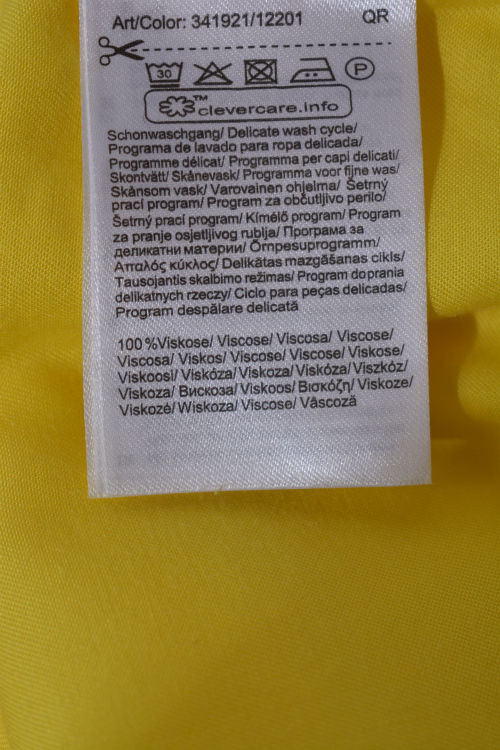 Art/Color: 341921/12201 QR
30 P
™ clevercare.info
Schonwaschgang/ Delicate wash cycle/
Programa de lavado para ropa delicada/
Programme délicat/ Programma per capi delicati/
Skontvätt/ Skånevask/ Programma voor fijne was/
Skånsom vask/ Varovainen ohjelma/ Šetrný
prací program/ Program za občutljivo perilo/
Šetrný prací program/ Kímélő program/ Program
za pranje osjetljivog rublja/ Програма за
деликатни материи/ Õrnpesuprogramm/
Απαλός κύκλος/ Delikātas mazgāšanas cikls/
Tausojantis skalbimo režimas/ Program do prania
delikatnych rzeczy/ Ciclo para peças delicadas/
Program despălare delicată
100 %Viskose/ Viscose/ Viscosa/ Viscose/
Viscosa/ Viskos/ Viscose/ Viscose/ Viskose/
Viskoosi/ Viskóza/ Viskoza/ Viskóza/ Viszkóz/
Viskoza/ Вискоза/ Viskoos/ Βισκόζη/ Viskoze/
Viskozė/ Wiskoza/ Viscose/ Vâscoză